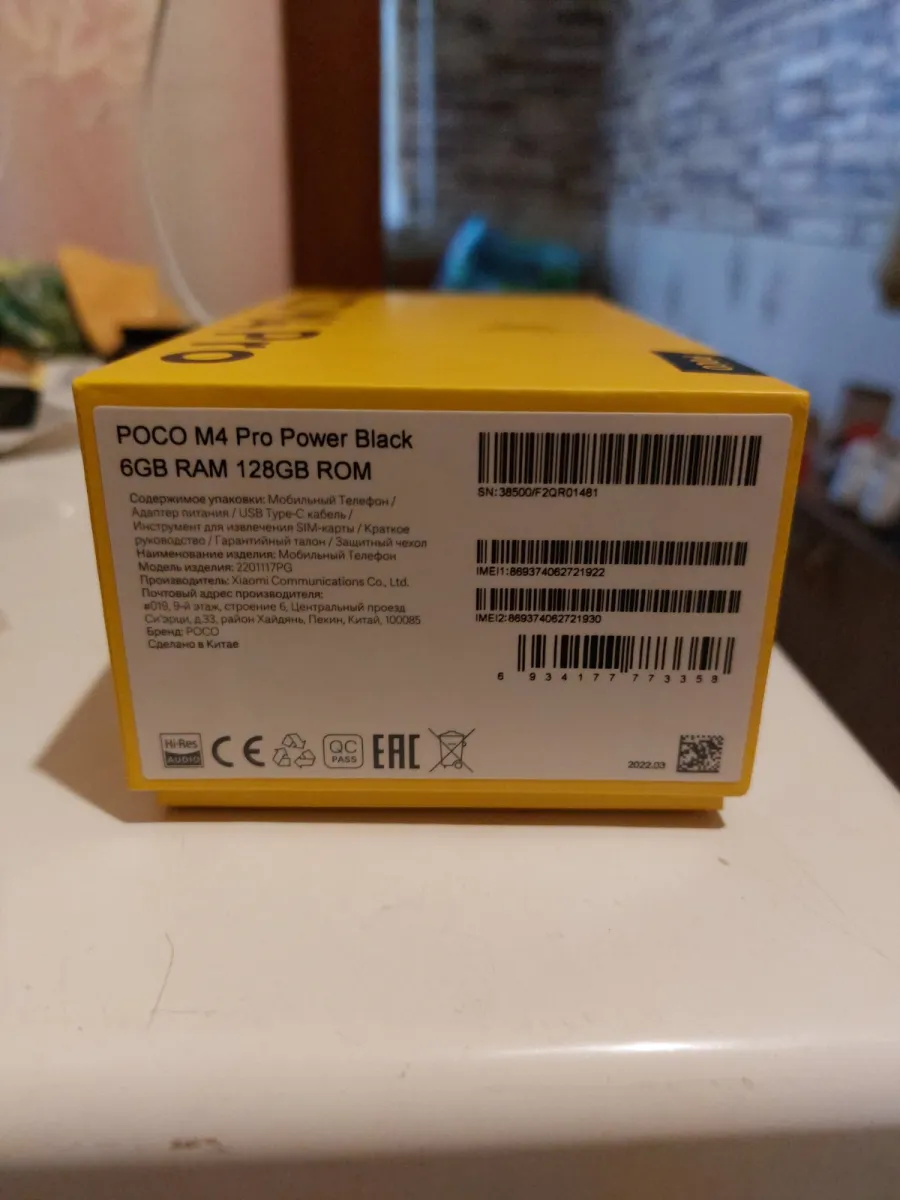 Pro
POCO
POCO M4 Pro Power Black
6GB RAM 128GB ROM
Содержимое упаковки: Мобильный Телефон /
Адаптер питания / USB Type-C кабель /
Инструмент для извлечения SIM-карты / Краткое
руководство / Гарантийный талон / Защитный чехол
Наименование изделия: Мобильный Телефон
Модель изделия: 2201117PG
Производитель: Xiaomi Communications Co., Ltd.
Почтовый адрес производителя:
#019, 9-й этаж, строение 6, Центральный проезд
Си'эрци, д.33, район Хайдянь, Пекин, Китай, 100085
Бренд: POCO
Сделано в Китае
SN:38500/F2QR01481
IMEI1:869374062721922
IMEI2:869374062721930
6 934177 773358
Hi-Res
AUDIO
CE
QC
PASS
EAC
2022.03